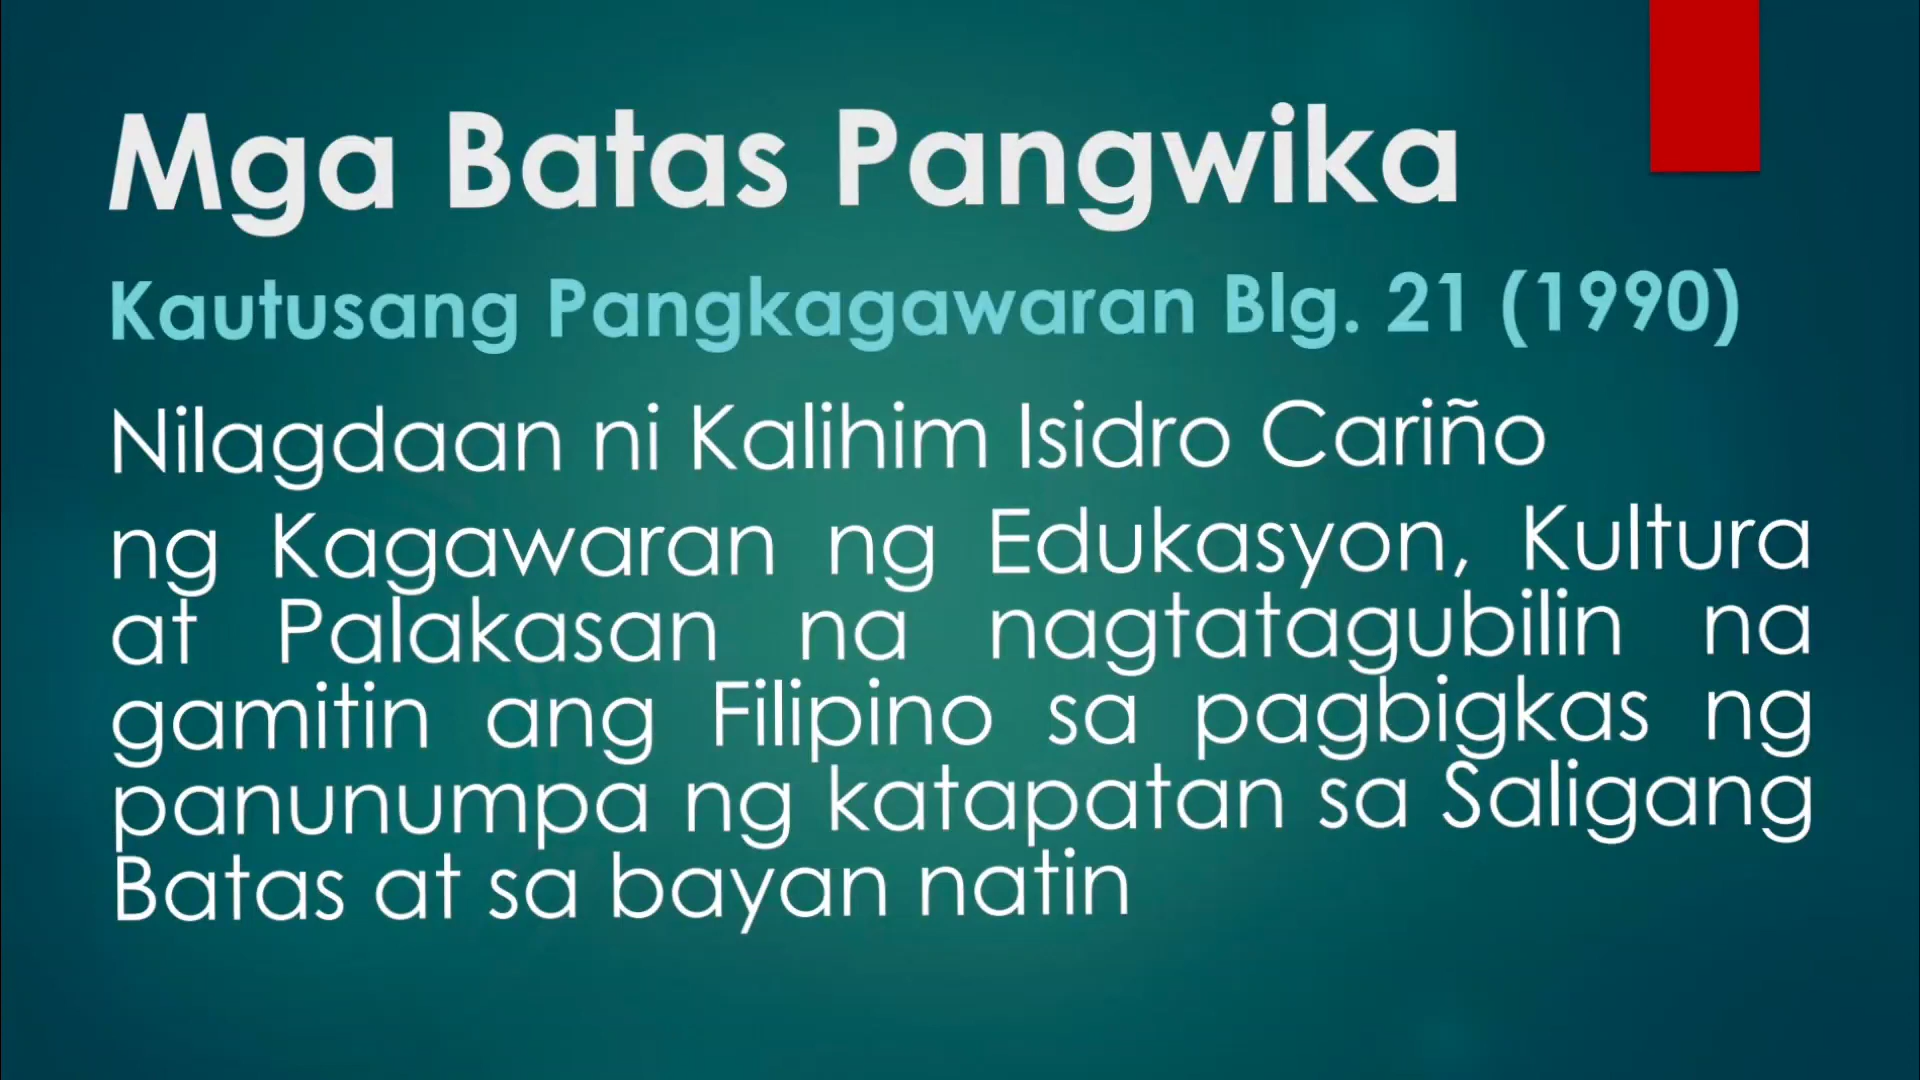 Mga Batas Pangwika
Kautusang Pangkagawaran Blg. 21 (1990)
Nilagdaan ni Kalihim Isidro Cariño
ng Kagawaran ng Edukasyon, Kultura
at Palakasan na nagtatagubilin na
gamitin ang Filipino sa pagbigkas ng
panunumpa ng katapatan sa Saligang
Batas at sa bayan natin